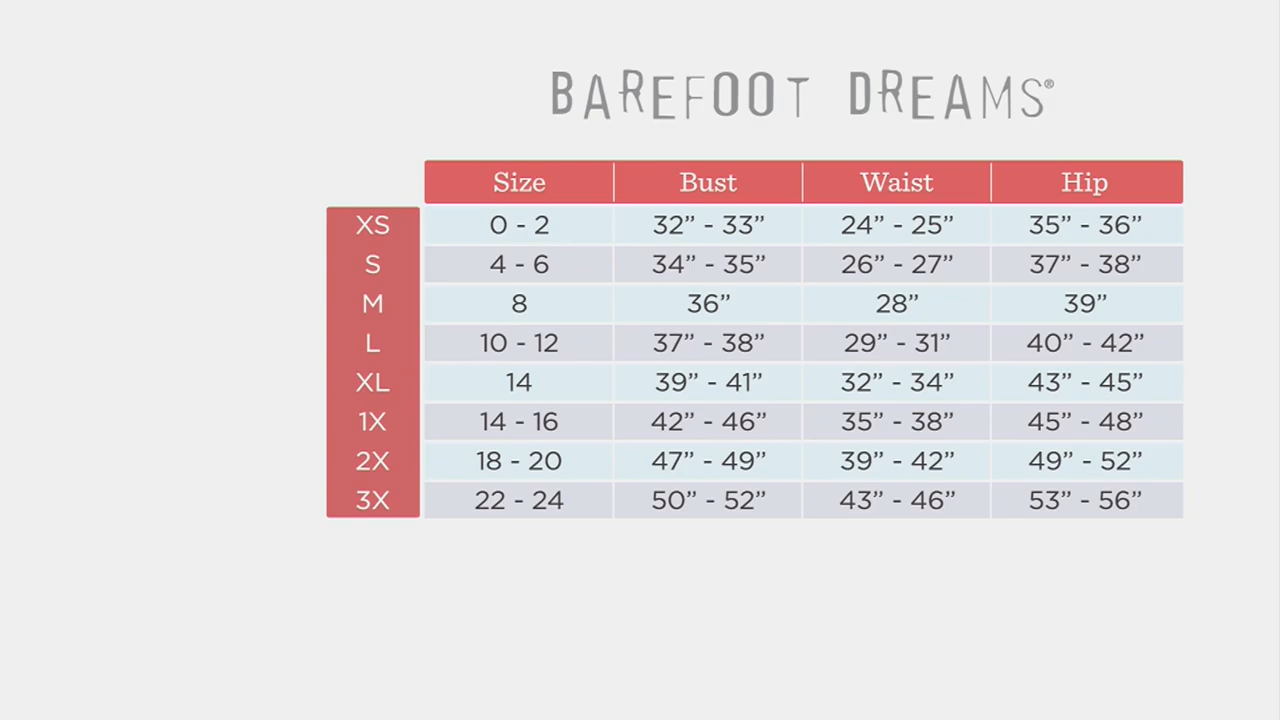 BAREFOOT DREAMS®
Size Bust Waist Hip
XS 0 - 2 32” - 33” 24” - 25” 35” - 36”
S 4 - 6 34” - 35” 26” - 27” 37” - 38”
M 8 36” 28” 39”
L 10 - 12 37” - 38” 29” - 31” 40” - 42”
XL 14 39” - 41” 32” - 34” 43” - 45”
1X 14 - 16 42” - 46” 35” - 38” 45” - 48”
2X 18 - 20 47” - 49” 39” - 42” 49” - 52”
3X 22 - 24 50” - 52” 43” - 46” 53” - 56”